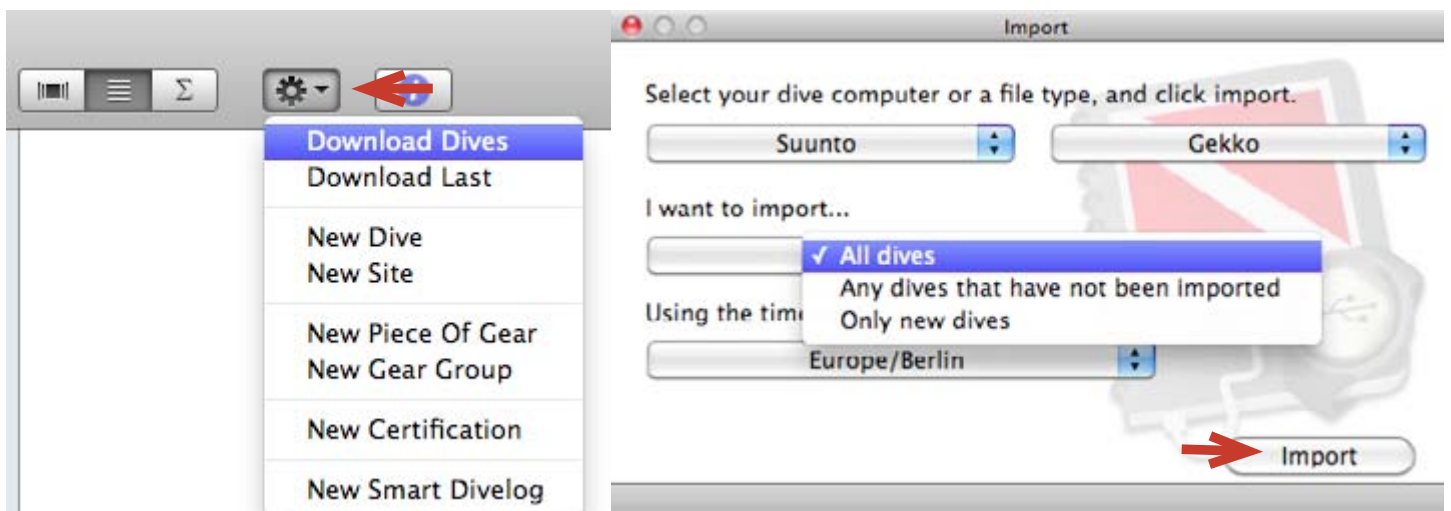 Σ
Download Dives
Download Last
New Dive
New Site
New Piece Of Gear
New Gear Group
New Certification
New Smart Divelog
Import
Select your dive computer or a file type, and click import.
Suunto
Gekko
I want to import...
✓ All dives
Any dives that have not been imported
Only new dives
Using the
Europe/Berlin
Import